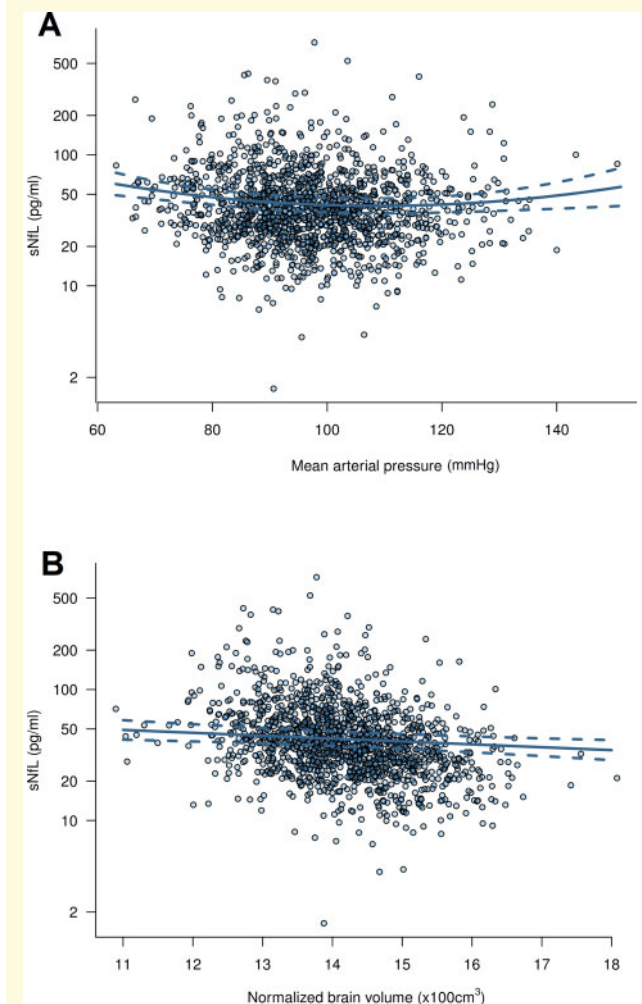 A
500
200
100
50
20
10
2
sNfL (pg/ml)
60 80 100 120 140
Mean arterial pressure (mmHg)
B
500
200
100
50
20
10
2
sNfL (pg/ml)
11 12 13 14 15 16 17 18
Normalized brain volume (x100cm³)